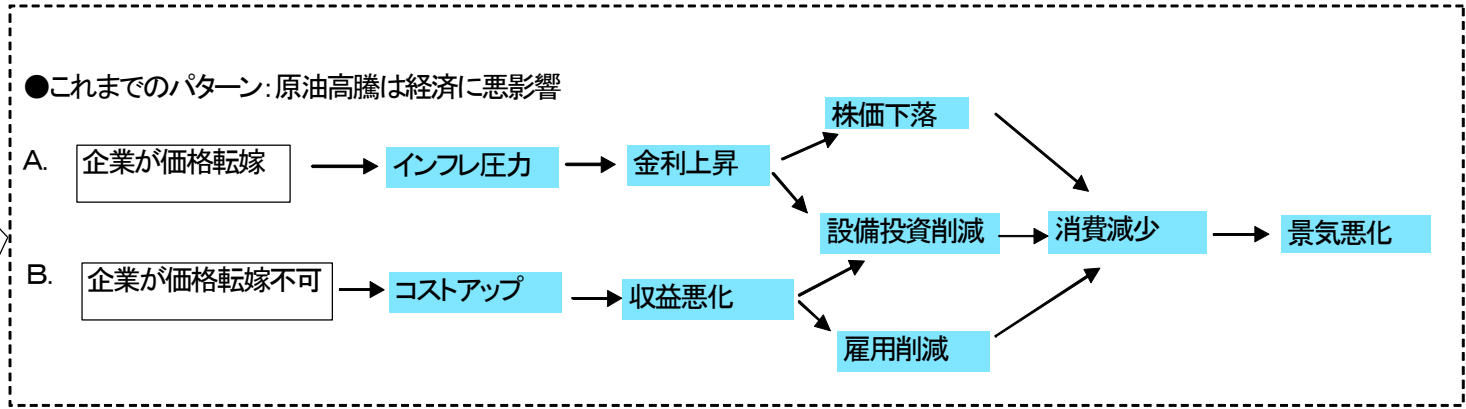 ●これまでのパターン：原油高騰は経済に悪影響
株価下落
A.
企業が価格転嫁
インフレ圧力
金利上昇
設備投資削減
消費減少
景気悪化
B.
企業が価格転嫁不可
コストアップ
収益悪化
雇用削減